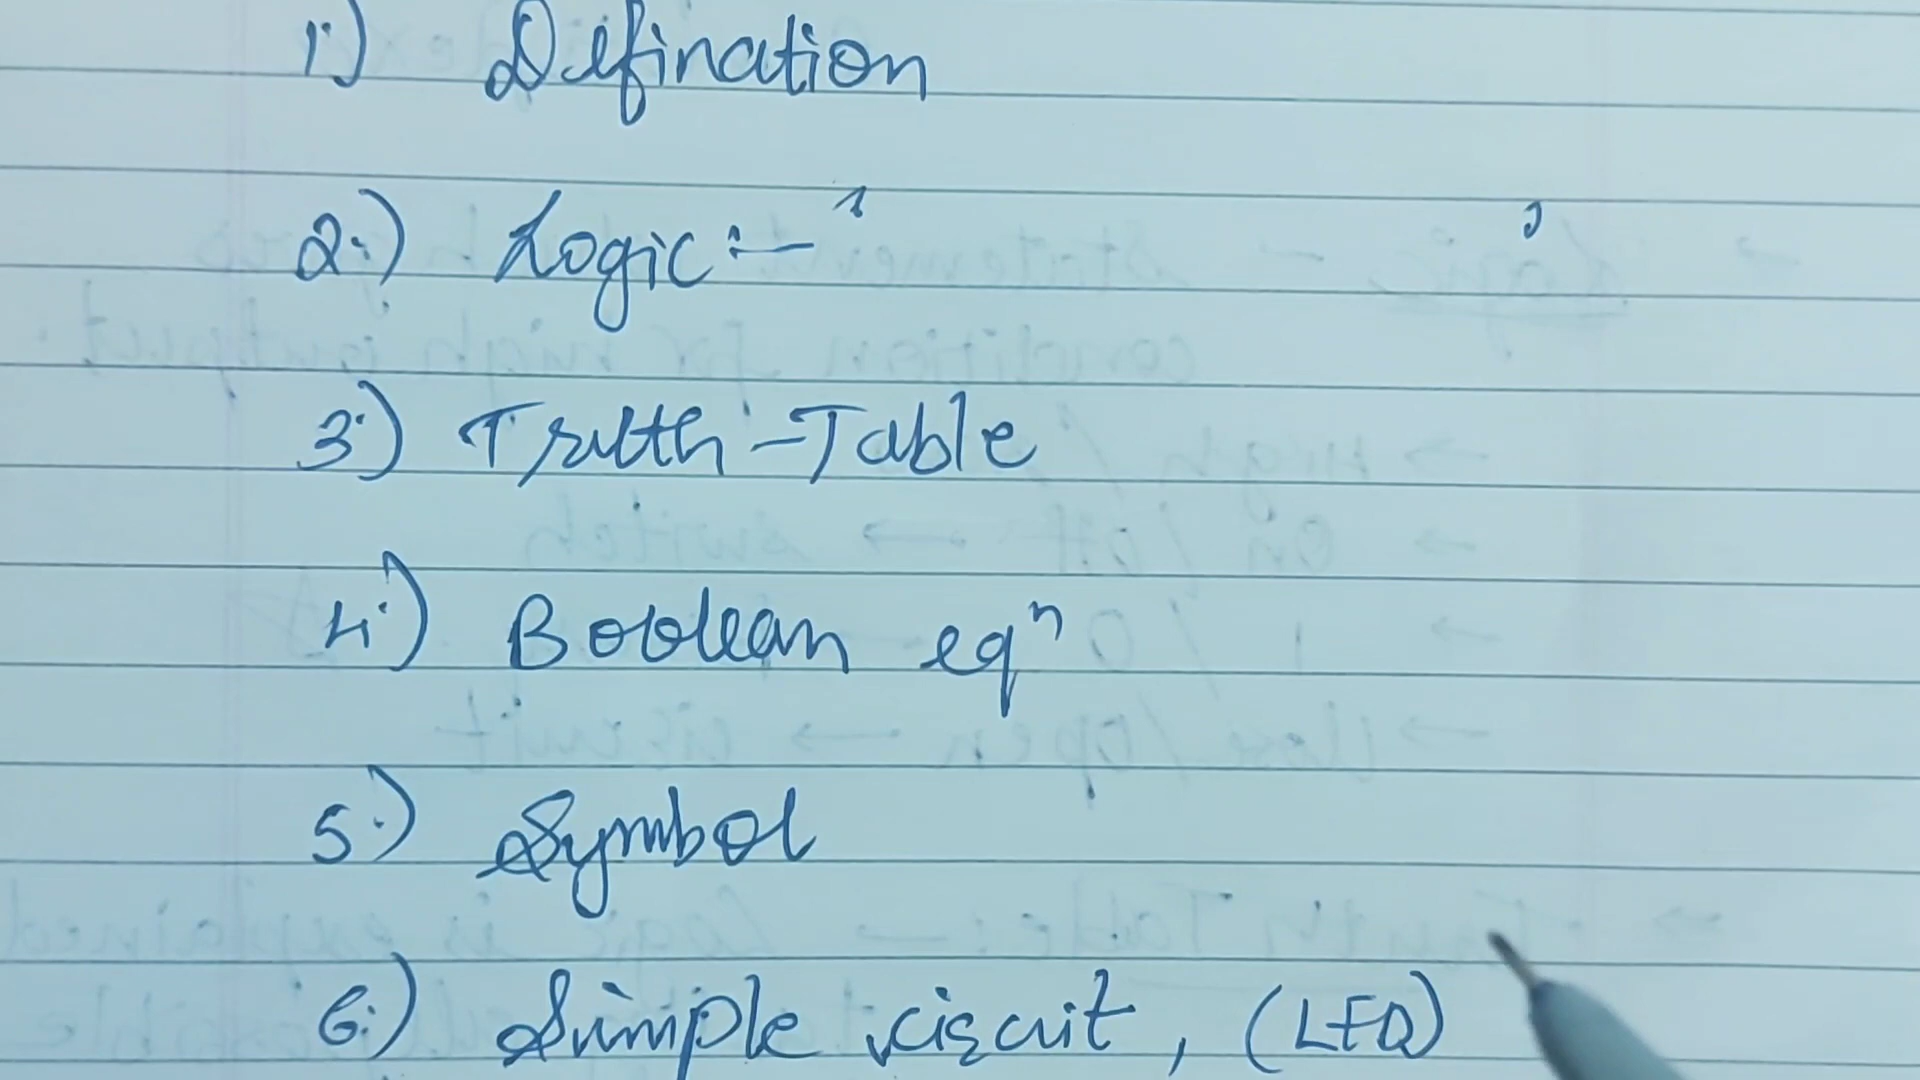 1.) Defination
2.) Logic :-
3.) Truth-Table
4.) Boolean eqⁿ
5.) Symbol
6.) Simple circuit, (LED)